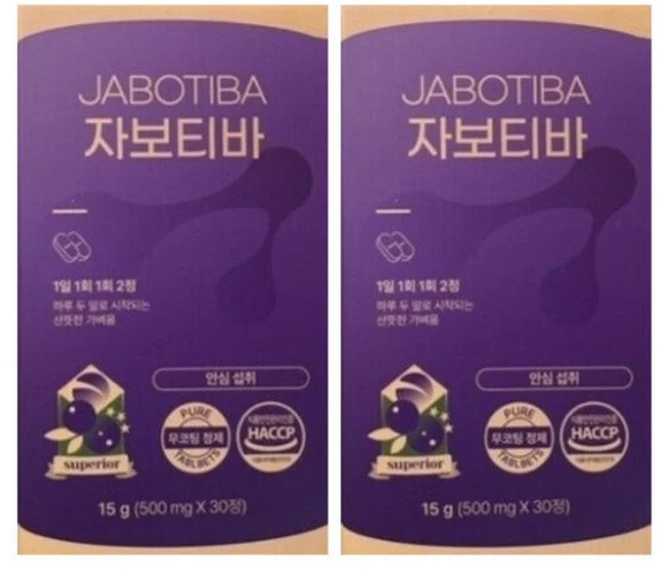 JABOTIBA
자보티바
1일 1회 1회 2정
하루 두 알로 시작되는
산뜻한 가벼움
안심 섭취
PURE
무코팅 정제
TABLBETS
HACCP
superior
15 g (500 mg X 30정)
JABOTIBA
자보티바
1일 1회 1회 2정
하루 두 알로 시작되는
산뜻한 가벼움
안심 섭취
PURE
무코팅 정제
TABLBETS
HACCP
superior
15 g (500 mg X 30정)